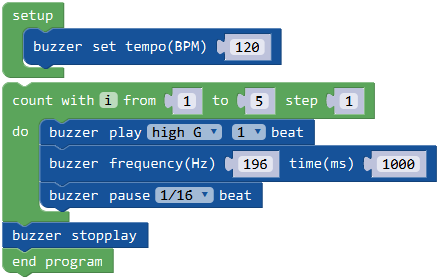 setup
buzzer set tempo(BPM) 120
count with i from 1 to 5 step 1
do buzzer play high G 1 beat
buzzer frequency(Hz) 196 time(ms) 1000
buzzer pause 1/16 beat
buzzer stopplay
end program